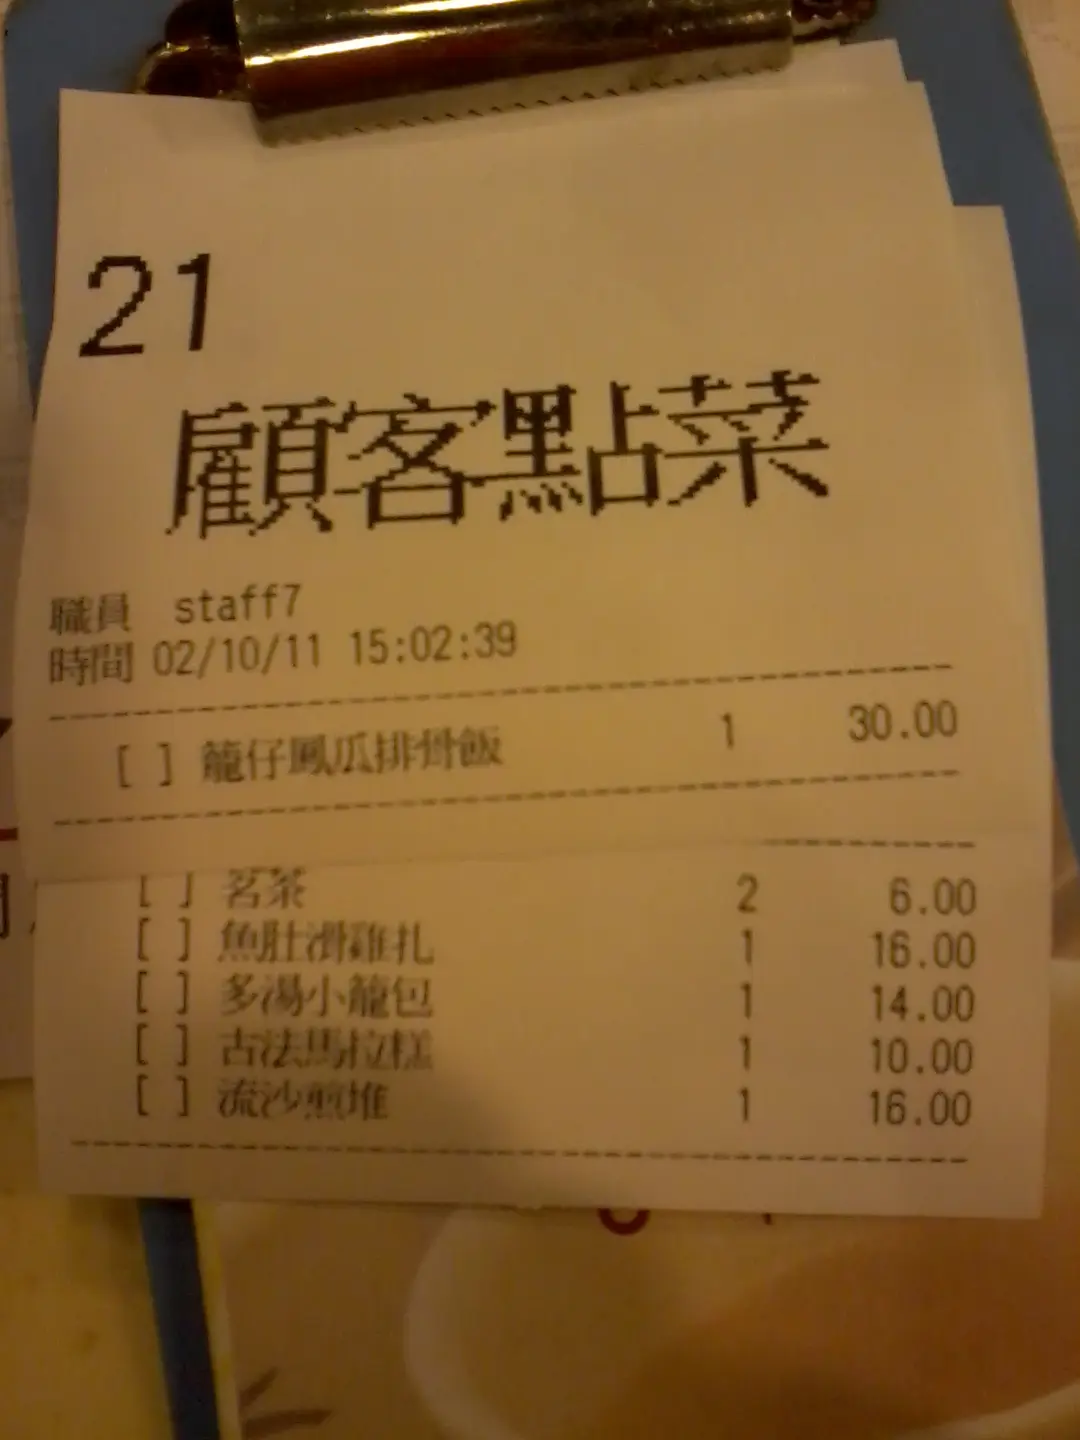 21
顧客點菜
職員 staff7
時間 02/10/11 15:02:39
[ ] 籠仔鳳瓜排骨飯 1 30.00
[ ] 茗茶 2 6.00
[ ] 魚肚滑雞扎 1 16.00
[ ] 多湯小籠包 1 14.00
[ ] 古法馬拉糕 1 10.00
[ ] 流沙煎堆 1 16.00